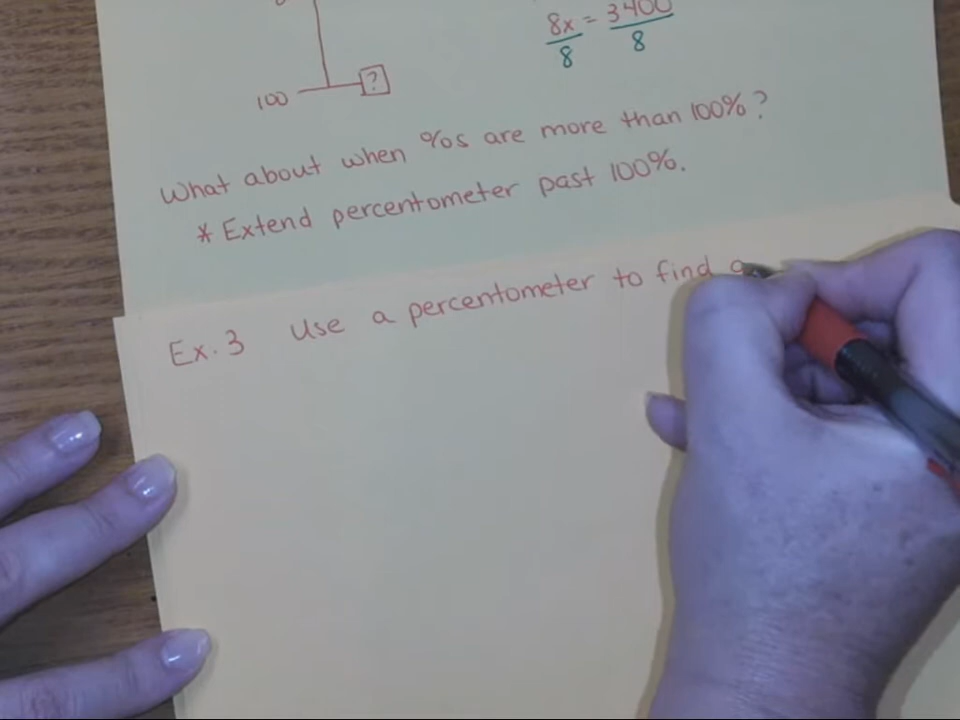 8x = 3400
8 8
100 ?
What about when %s are more than 100%?
* Extend percentometer past 100%.
Ex. 3 Use a percentometer to find